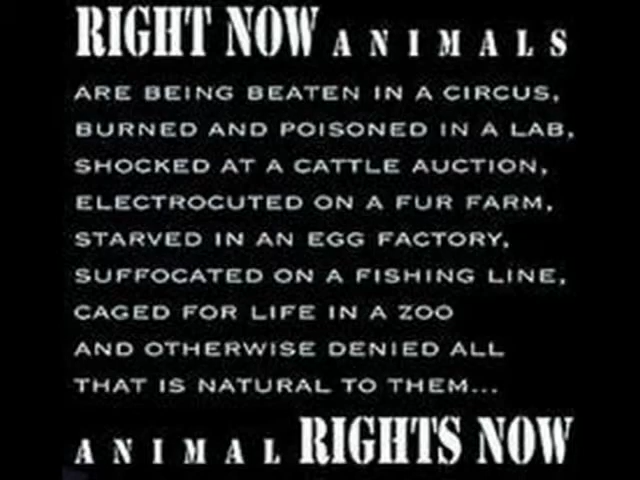 RIGHT NOW ANIMALS
ARE BEING BEATEN IN A CIRCUS,
BURNED AND POISONED IN A LAB,
SHOCKED AT A CATTLE AUCTION,
ELECTROCUTED ON A FUR FARM,
STARVED IN AN EGG FACTORY,
SUFFOCATED ON A FISHING LINE,
CAGED FOR LIFE IN A ZOO
AND OTHERWISE DENIED ALL
THAT IS NATURAL TO THEM...
ANIMAL RIGHTS NOW